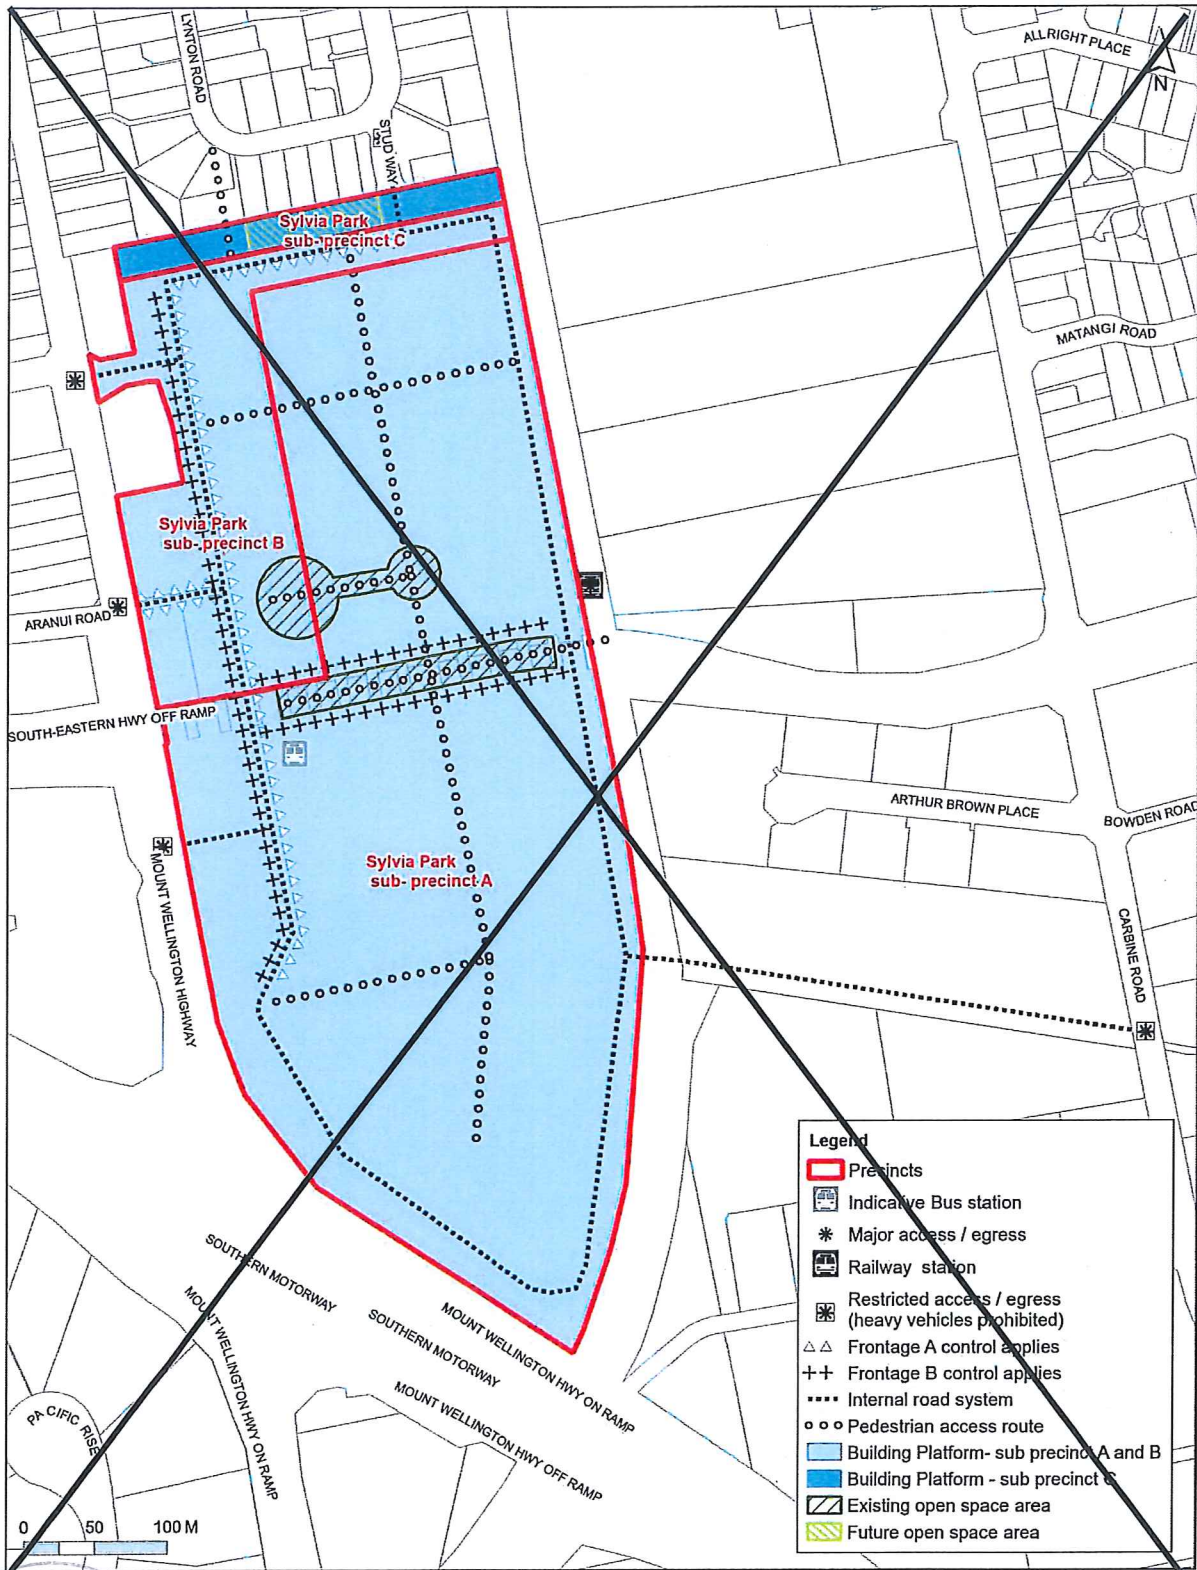 LYNTON ROAD
STUD WAY
ALLRIGHT PLACE
N
Sylvia Park
sub- precinct C
MATANGI ROAD
Sylvia Park
sub- precinct B
ARANUI ROAD
SOUTH-EASTERN HWY OFF RAMP
ARTHUR BROWN PLACE
BOWDEN ROAD
Sylvia Park
sub- precinct A
MOUNT WELLINGTON HIGHWAY
CARBINE ROAD
SOUTHERN MOTORWAY
MOUNT WELLINGTON HWY ON RAMP
SOUTHERN MOTORWAY
MOUNT WELLINGTON HWY ON RAMP
MOUNT WELLINGTON HWY OFF RAMP
PACIFIC RISE
0 50 100 M
Legend
Precincts
Indicative Bus station
Major access / egress
Railway station
Restricted access / egress
(heavy vehicles prohibited)
Frontage A control applies
Frontage B control applies
Internal road system
Pedestrian access route
Building Platform- sub precinct A and B
Building Platform - sub precinct C
Existing open space area
Future open space area